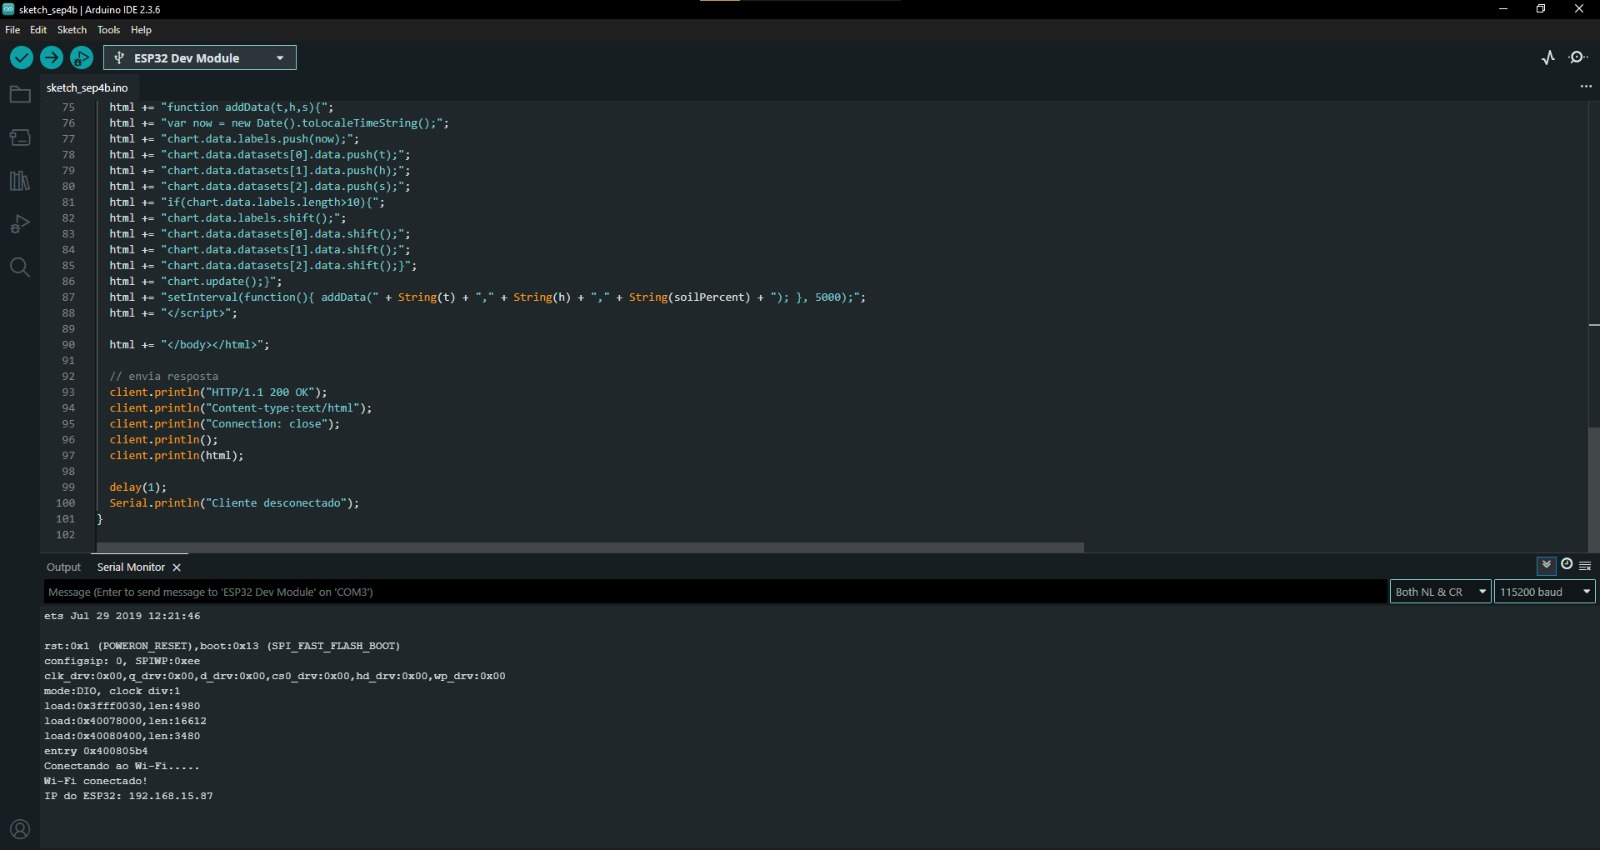 sketch_sep4b | Arduino IDE 2.3.6
File Edit Sketch Tools Help
ESP32 Dev Module
sketch_sep4b.ino
75 html += "function addData(t,h,s){";
76 html += "var now = new Date().toLocaleTimeString();";
77 html += "chart.data.labels.push(now);";
78 html += "chart.data.datasets[0].data.push(t);";
79 html += "chart.data.datasets[1].data.push(h);";
80 html += "chart.data.datasets[2].data.push(s);";
81 html += "if(chart.data.labels.length>10){";
82 html += "chart.data.labels.shift();";
83 html += "chart.data.datasets[0].data.shift();";
84 html += "chart.data.datasets[1].data.shift();";
85 html += "chart.data.datasets[2].data.shift();}";
86 html += "chart.update();}";
87 html += "setInterval(function(){ addData(" + String(t) + "," + String(h) + "," + String(soilPercent) + "); }, 5000);";
88 html += "</script>";
89
90 html += "</body></html>";
91
92 // envia resposta
93 client.println("HTTP/1.1 200 OK");
94 client.println("Content-type:text/html");
95 client.println("Connection: close");
96 client.println();
97 client.println(html);
98
99 delay(1);
100 Serial.println("Cliente desconectado");
101 }
102
Output Serial Monitor
Message (Enter to send message to 'ESP32 Dev Module' on 'COM3')
Both NL & CR 115200 baud
ets Jul 29 2019 12:21:46
rst:0x1 (POWERON_RESET),boot:0x13 (SPI_FAST_FLASH_BOOT)
configsip: 0, SPIWP:0xee
clk_drv:0x00,q_drv:0x00,d_drv:0x00,cs0_drv:0x00,hd_drv:0x00,wp_drv:0x00
mode:DIO, clock div:1
load:0x3fff0030,len:4980
load:0x40078000,len:16612
load:0x40080400,len:3480
entry 0x400805b4
Conectando ao Wi-Fi.....
Wi-Fi conectado!
IP do ESP32: 192.168.15.87